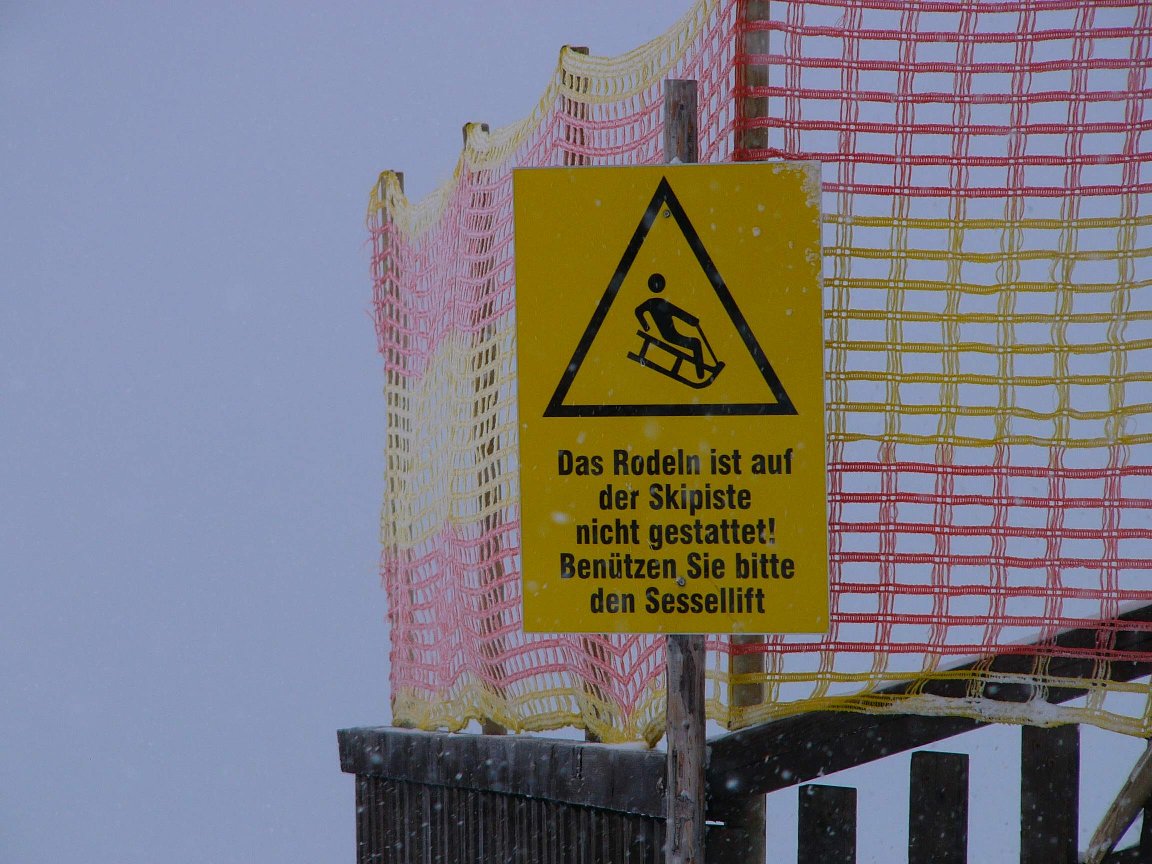 Das Rodeln ist auf
der Skipiste
nicht gestattet!
Benützen Sie bitte
den Sessellift